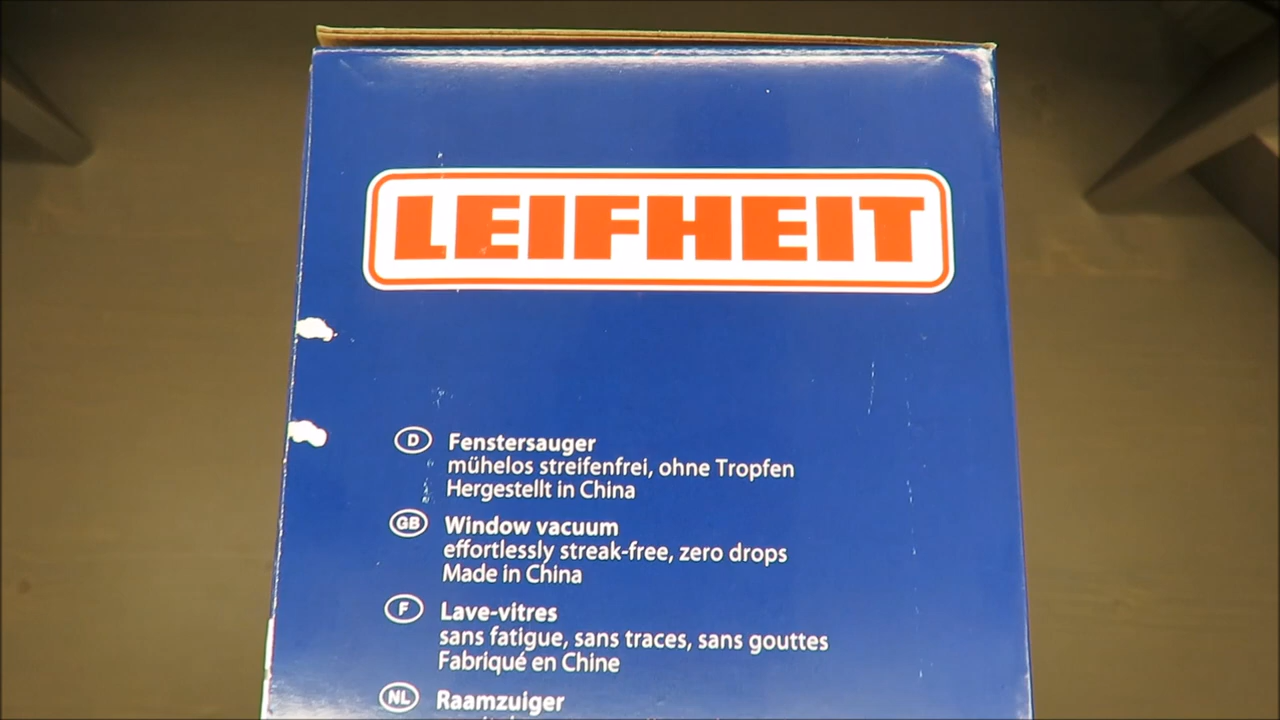 LEIFHEIT
D Fenstersauger
mühelos streifenfrei, ohne Tropfen
Hergestellt in China
GB Window vacuum
effortlessly streak-free, zero drops
Made in China
F Lave-vitres
sans fatigue, sans traces, sans gouttes
Fabriqué en Chine
NL Raamzuiger